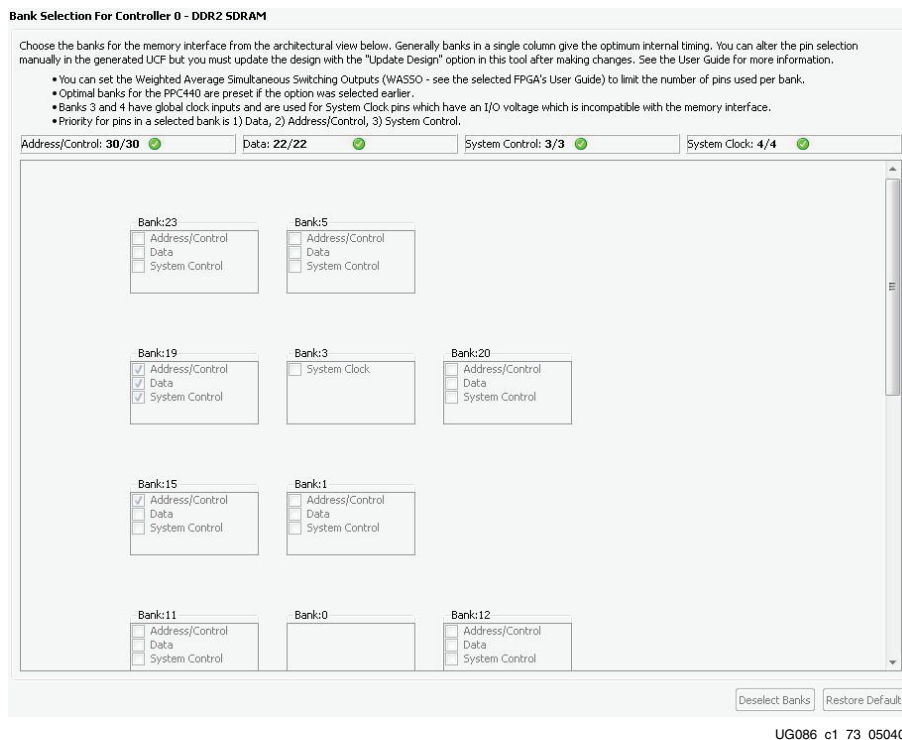 Bank Selection For Controller 0 - DDR2 SDRAM
Choose the banks for the memory interface from the architectural view below. Generally banks in a single column give the optimum internal timing. You can alter the pin selection
manually in the generated UCF but you must update the design with the "Update Design" option in this tool after making changes. See the User Guide for more information.
• You can set the Weighted Average Simultaneous Switching Outputs (WASSO - see the selected FPGA's User Guide) to limit the number of pins used per bank.
• Optimal banks for the PPC440 are preset if the option was selected earlier.
• Banks 3 and 4 have global clock inputs and are used for System Clock pins which have an I/O voltage which is incompatible with the memory interface.
• Priority for pins in a selected bank is 1) Data, 2) Address/Control, 3) System Control.
Address/Control: 30/30 Data: 22/22 System Control: 3/3 System Clock: 4/4
Bank:23 Bank:5
Address/Control Address/Control
Data Data
System Control System Control
Bank:19 Bank:3 Bank:20
Address/Control System Clock Address/Control
Data Data
System Control System Control
Bank:15 Bank:1
Address/Control Address/Control
Data Data
System Control System Control
Bank:11 Bank:0 Bank:12
Address/Control Address/Control
Data Data
System Control System Control
Deselect Banks Restore Default
UG086_c1_73_05040